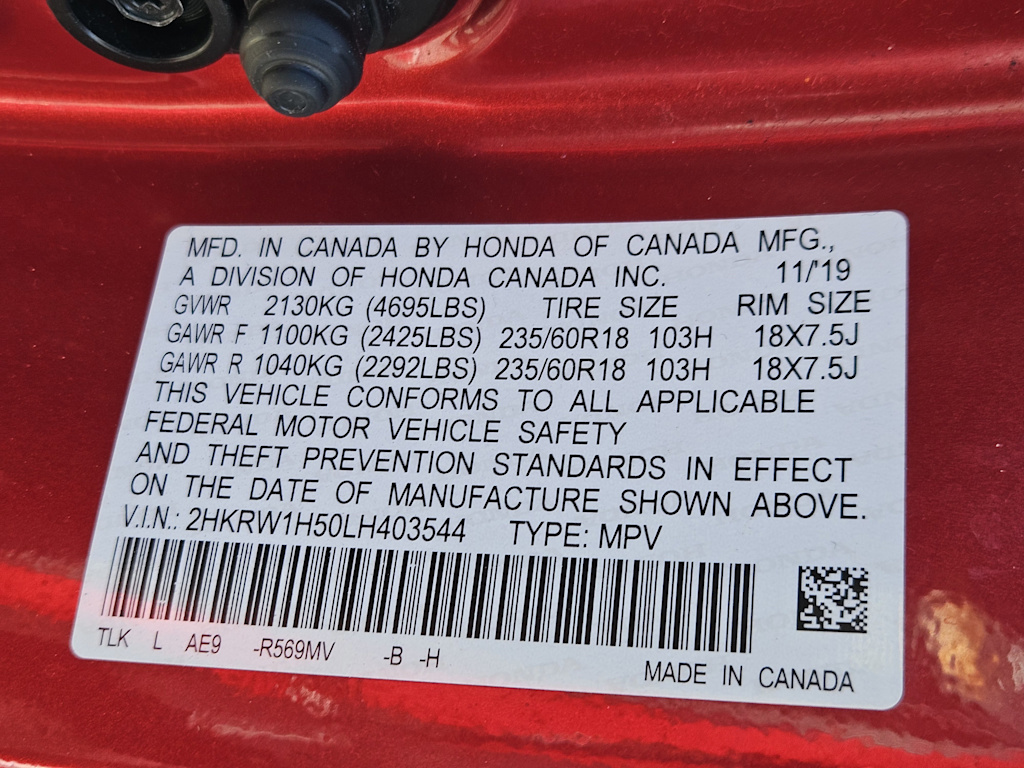 MFD. IN CANADA BY HONDA OF CANADA MFG.,
A DIVISION OF HONDA CANADA INC. 11/'19
GVWR 2130KG (4695LBS) TIRE SIZE RIM SIZE
GAWR F 1100KG (2425LBS) 235/60R18 103H 18X7.5J
GAWR R 1040KG (2292LBS) 235/60R18 103H 18X7.5J
THIS VEHICLE CONFORMS TO ALL APPLICABLE
FEDERAL MOTOR VEHICLE SAFETY
AND THEFT PREVENTION STANDARDS IN EFFECT
ON THE DATE OF MANUFACTURE SHOWN ABOVE.
V.I.N.: 2HKRW1H50LH403544 TYPE: MPV
TLK L AE9 -R569MV -B -H
MADE IN CANADA